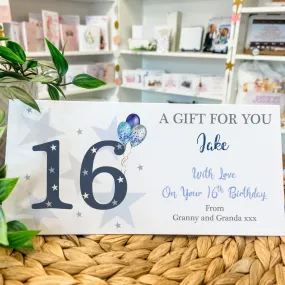 16
A GIFT FOR YOU
Jake
With Love
On Your 16th Birthday,
From
Granny and Granda xxx